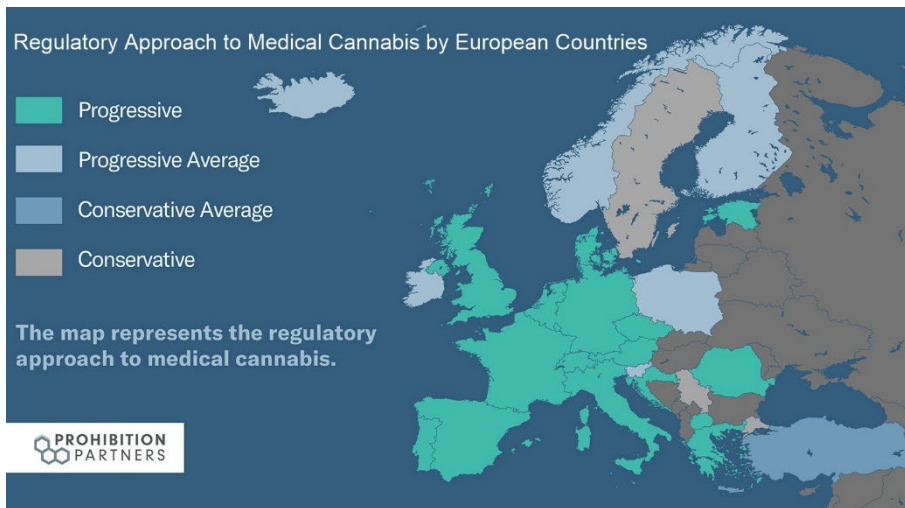 Regulatory Approach to Medical Cannabis by European Countries
Progressive
Progressive Average
Conservative Average
Conservative
The map represents the regulatory
approach to medical cannabis.
PROHIBITION
PARTNERS